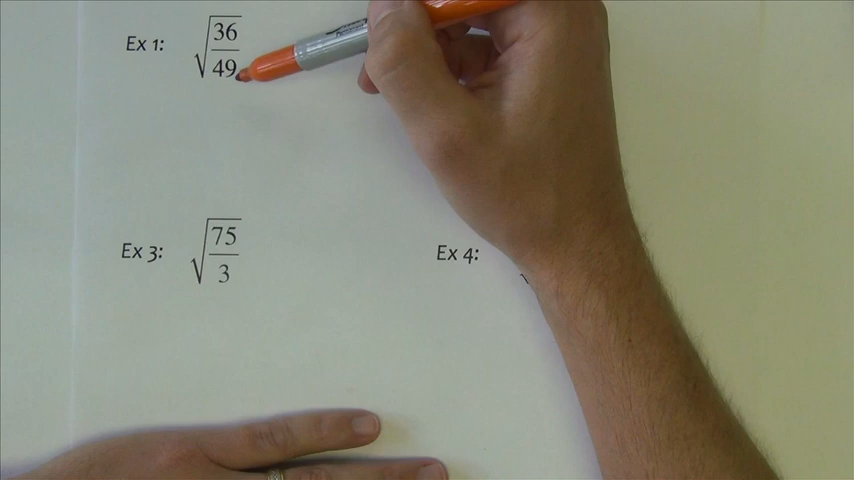 Ex 1: √(36/49)
Ex 3: √(75/3)
Ex 4: